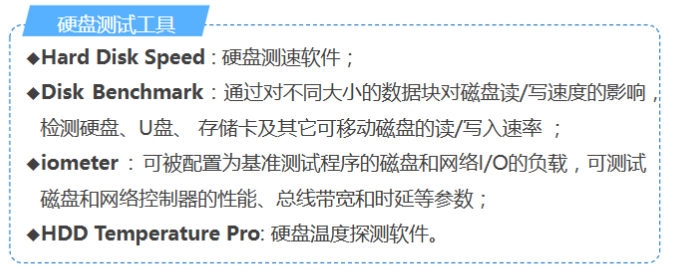 硬盘测试工具
◆Hard Disk Speed : 硬盘测速软件；
◆Disk Benchmark : 通过对不同大小的数据块对磁盘读/写速度的影响，
检测硬盘、U盘、 存储卡及其它可移动磁盘的读/写入速率 ；
◆iometer : 可被配置为基准测试程序的磁盘和网络I/O的负载，可测试
磁盘和网络控制器的性能、总线带宽和时延等参数；
◆HDD Temperature Pro: 硬盘温度探测软件。